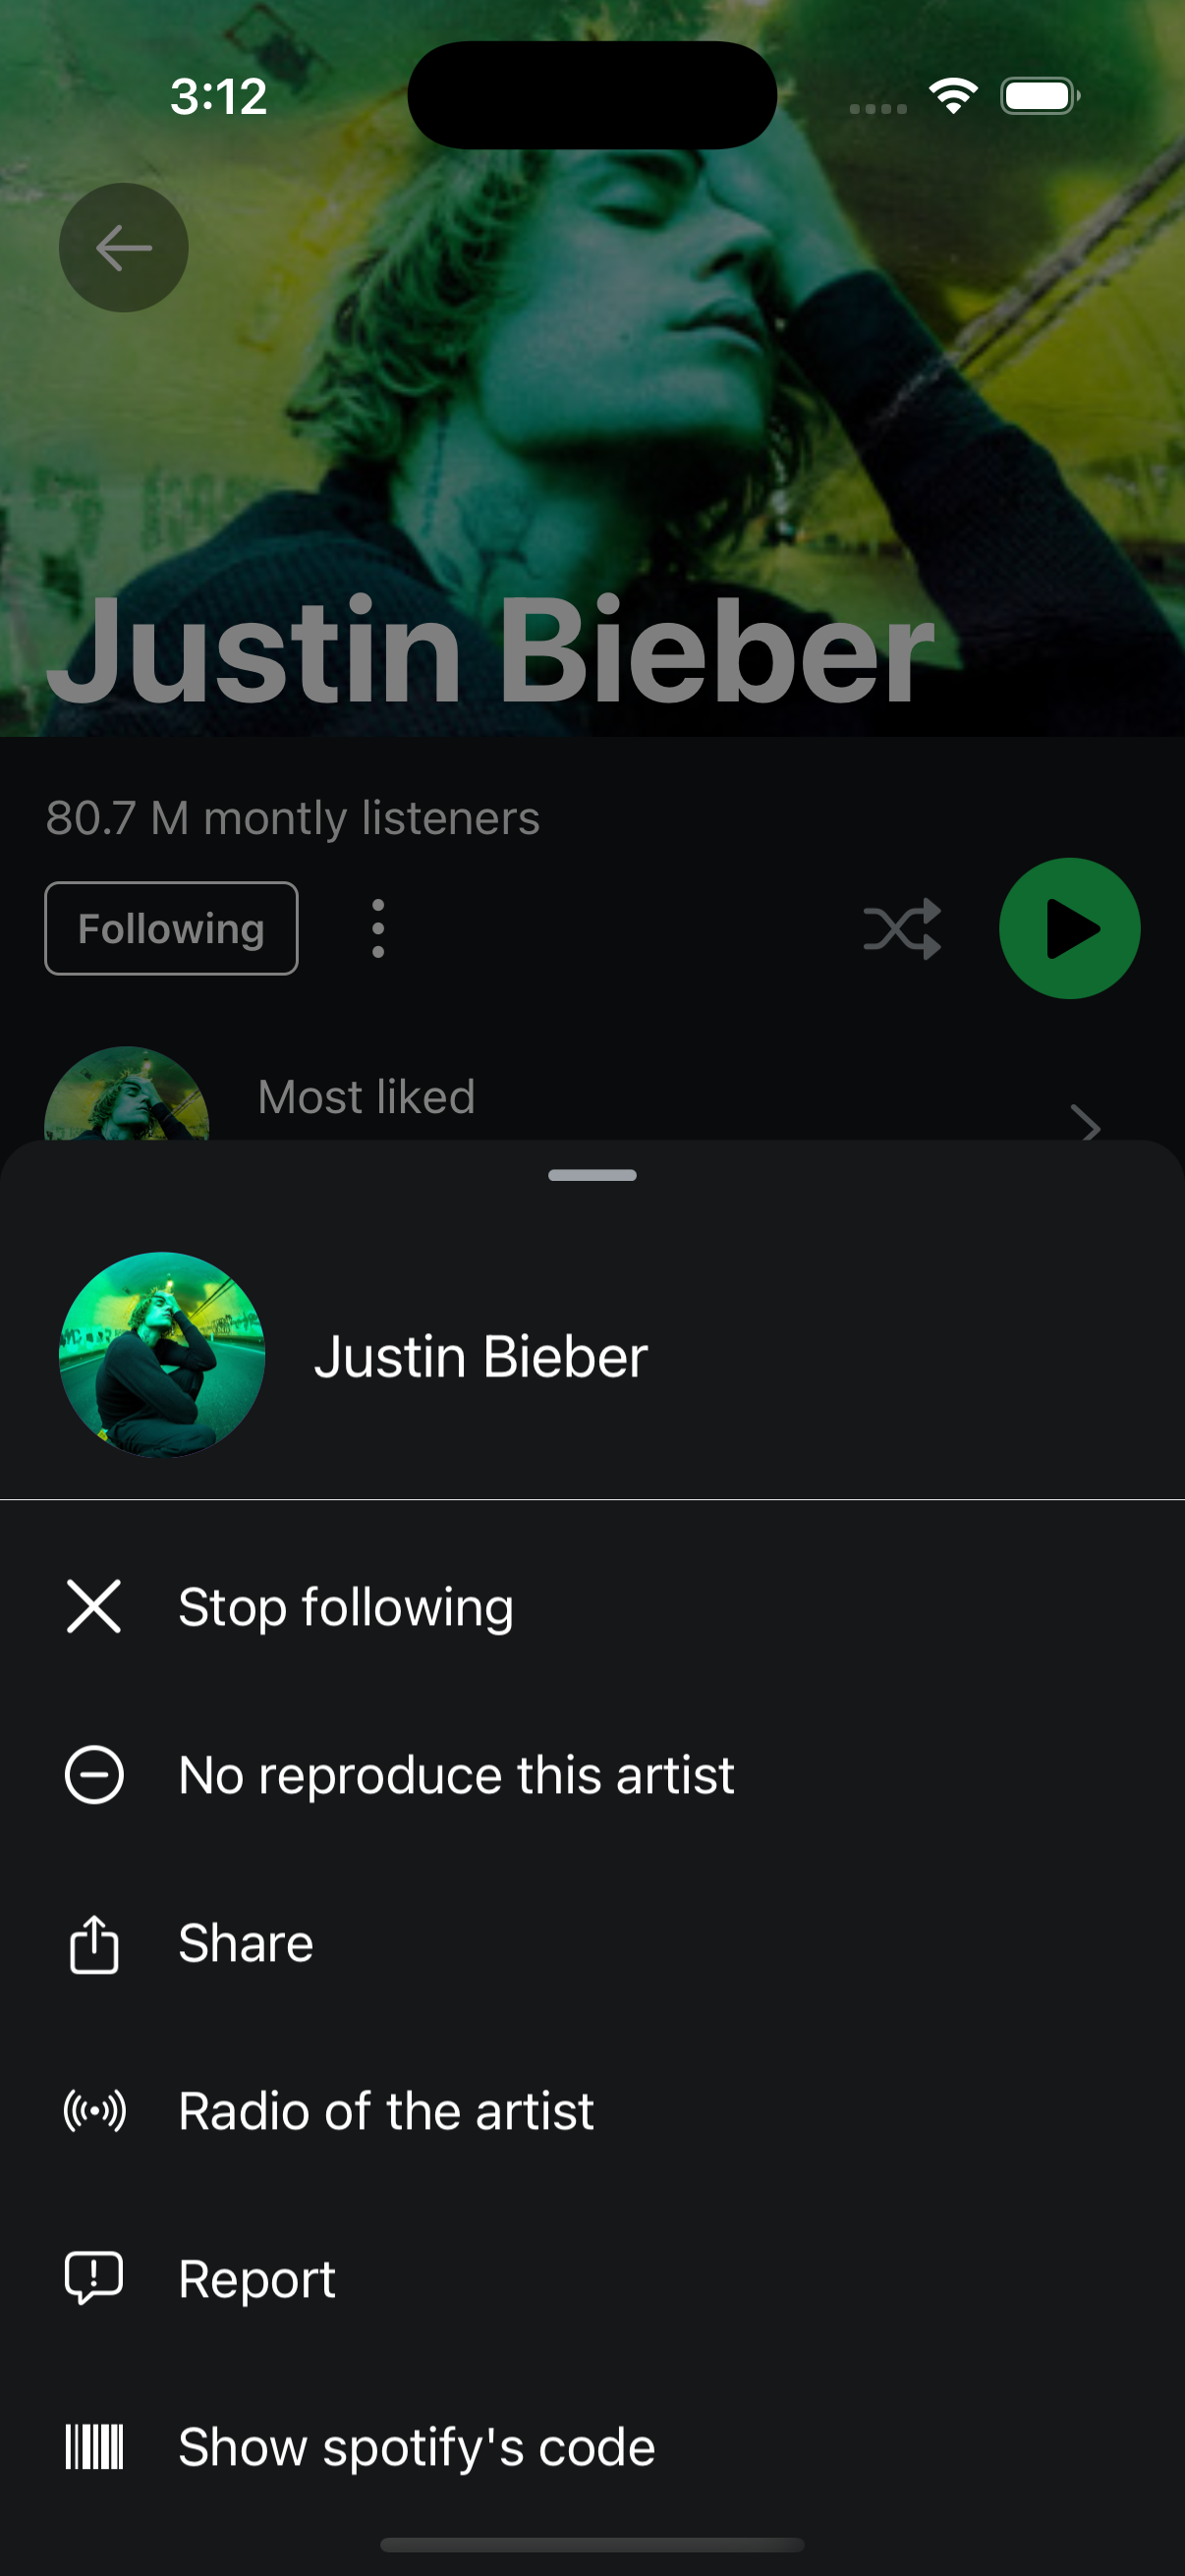 3:12
Justin Bieber
80.7 M montly listeners
Following
Most liked
Justin Bieber
Stop following
No reproduce this artist
Share
Radio of the artist
Report
Show spotify's code